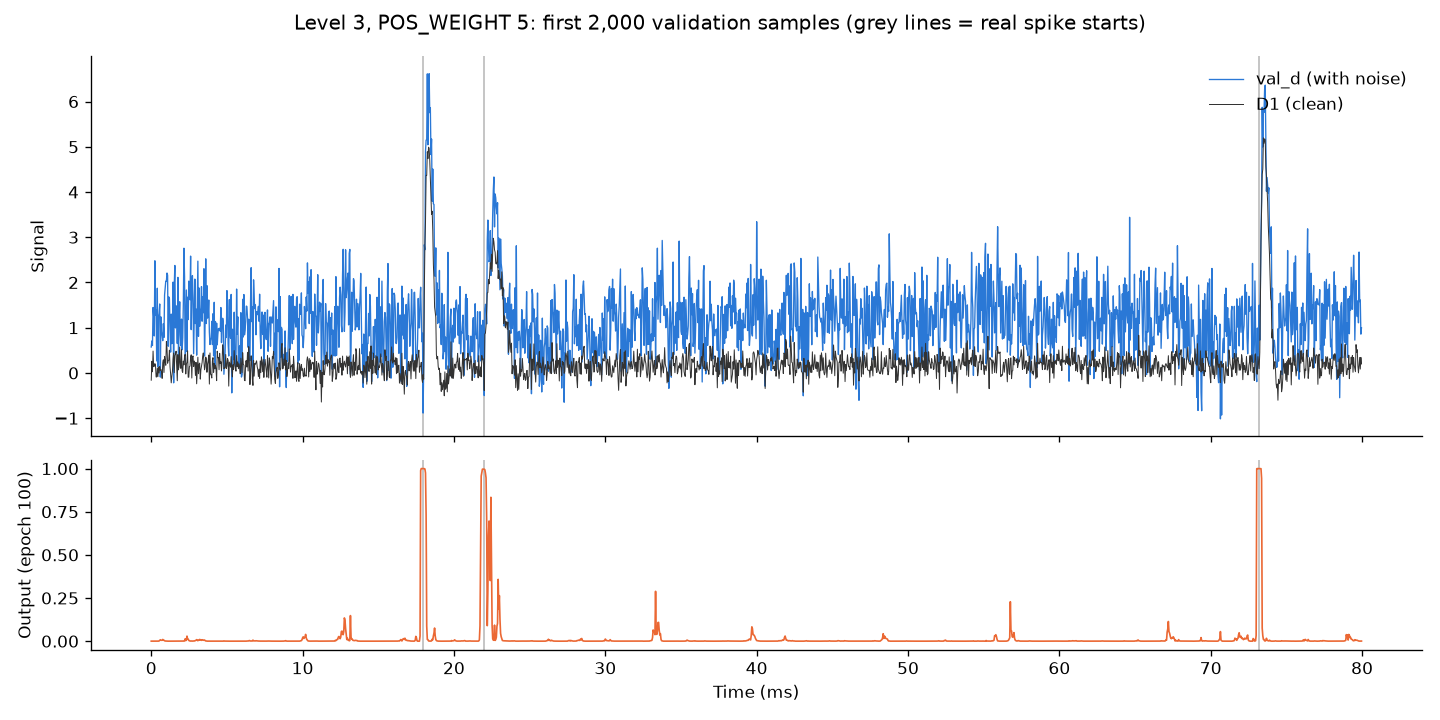 Level 3, POS_WEIGHT 5: first 2,000 validation samples (grey lines = real spike starts)
val_d (with noise)
D1 (clean)
Signal
6
5
4
3
2
1
0
−1
Output (epoch 100)
1.00
0.75
0.50
0.25
0.00
0 10 20 30 40 50 60 70 80
Time (ms)